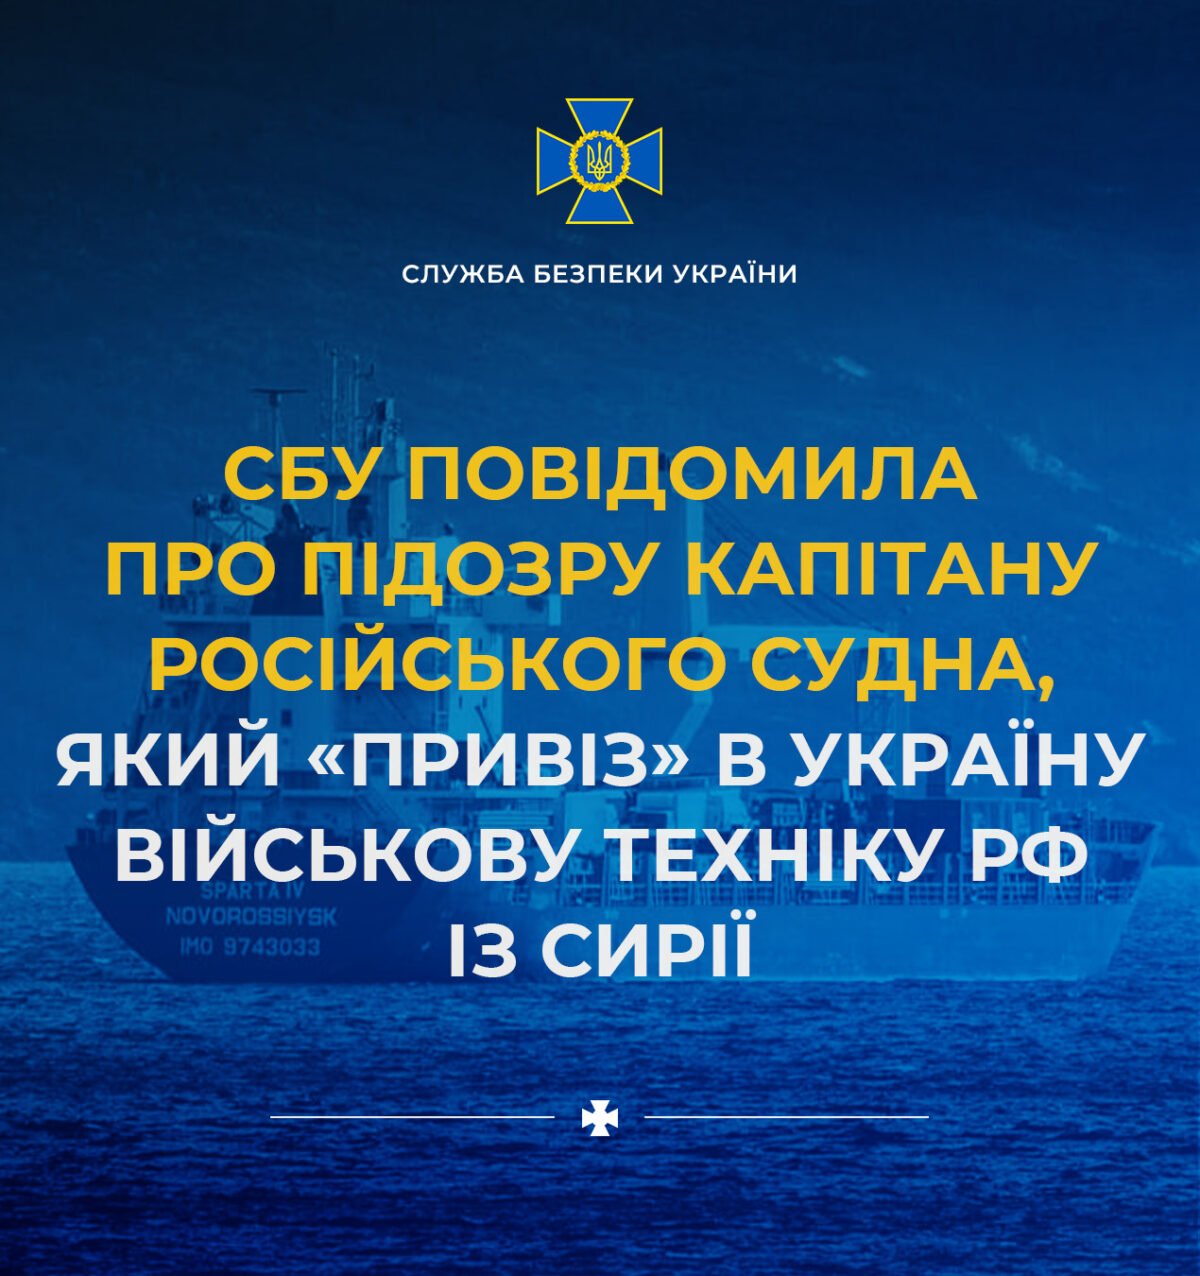 СЛУЖБА БЕЗПЕКИ УКРАЇНИ
СБУ ПОВІДОМИЛА
ПРО ПІДОЗРУ КАПІТАНУ
РОСІЙСЬКОГО СУДНА,
ЯКИЙ «ПРИВІЗ» В УКРАЇНУ
ВІЙСЬКОВУ ТЕХНІКУ РФ
ІЗ СИРІЇ
SPARTA IV
NOVOROSSIYSK
IMO 9743033